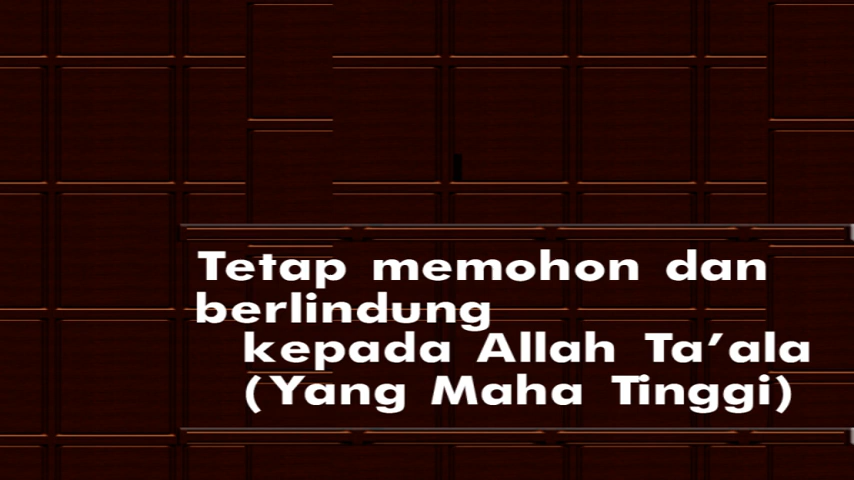 Tetap memohon dan
berlindung
kepada Allah Ta’ala
(Yang Maha Tinggi)